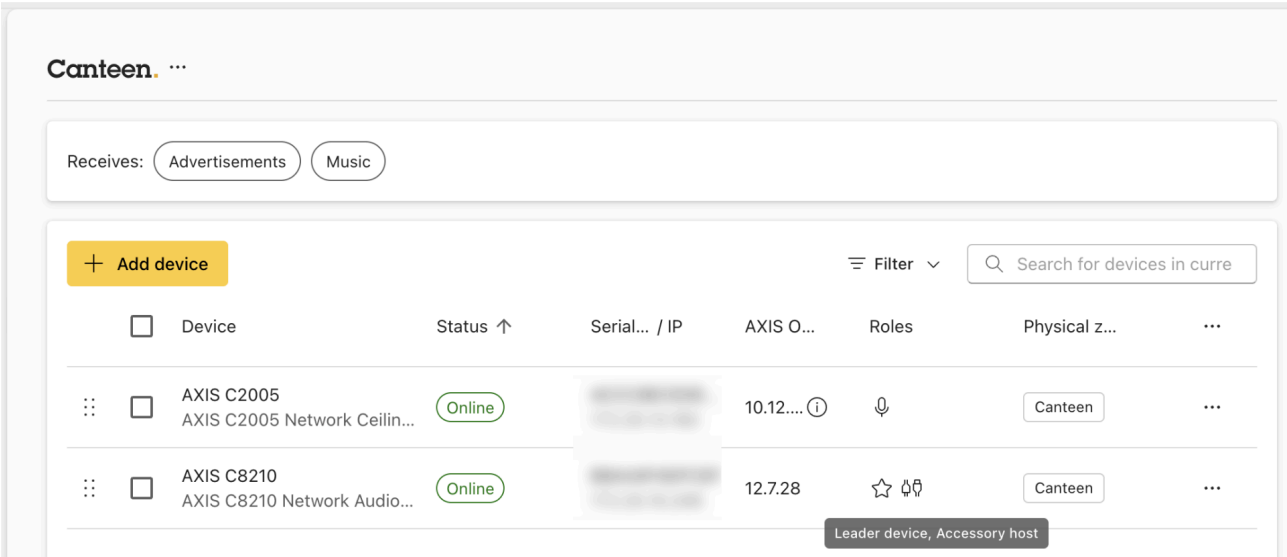 Canteen. ...
Receives: Advertisements Music
+ Add device Filter Search for devices in curre
Device Status Serial... / IP AXIS O... Roles Physical z... ...
AXIS C2005
AXIS C2005 Network Ceilin... Online 10.12.... Canteen ...
AXIS C8210
AXIS C8210 Network Audio... Online 12.7.28 Canteen ...
Leader device, Accessory host